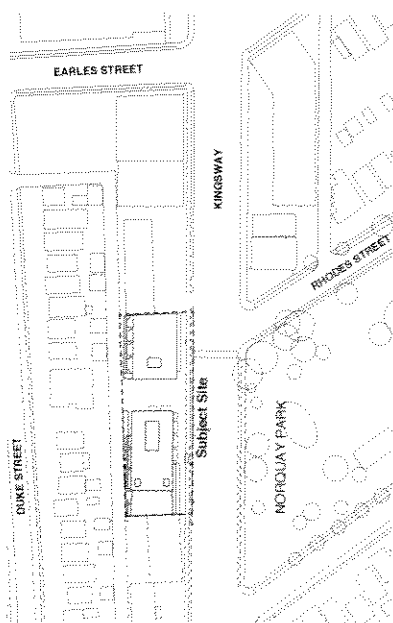 EARLES STREET
KINGSWAY
RHODES STREET
Subject Site
NORQUAY PARK
DUKE STREET